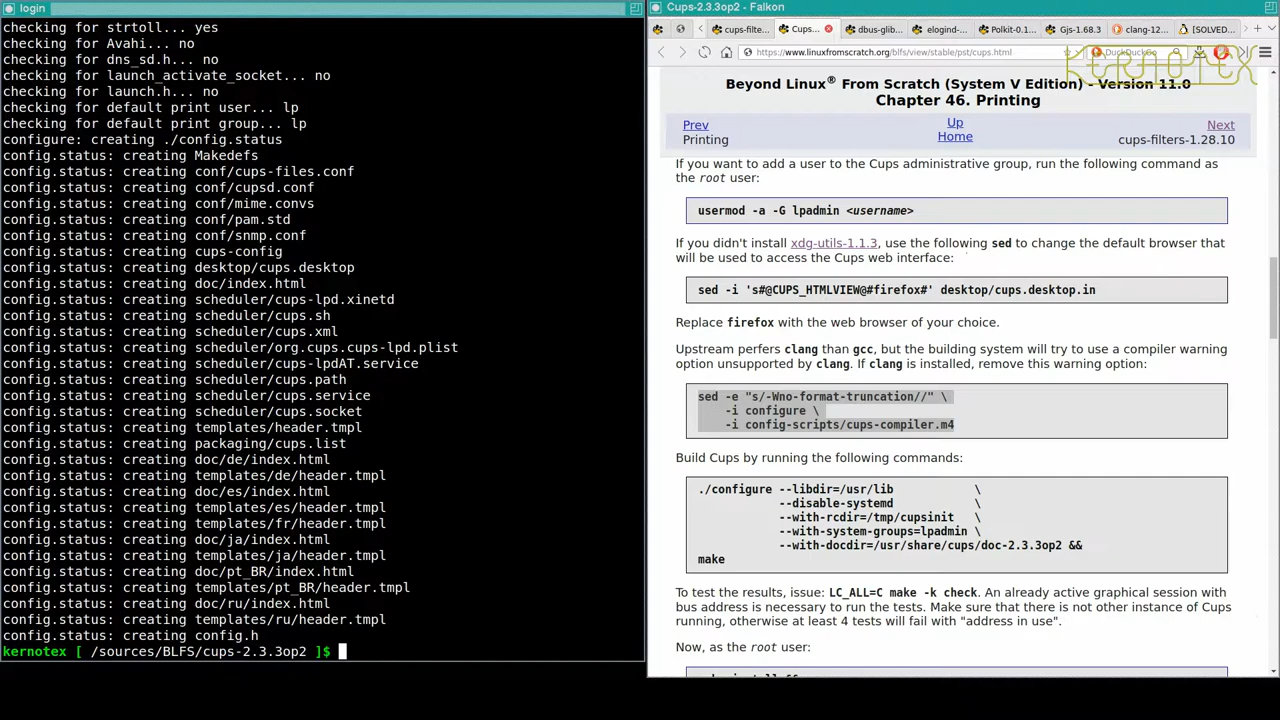 login
checking for strtoll... yes
checking for Avahi... no
checking for dns_sd.h... no
checking for launch_activate_socket... no
checking for launch.h... no
checking for default print user... lp
checking for default print group... lp
configure: creating ./config.status
config.status: creating Makedefs
config.status: creating conf/cups-files.conf
config.status: creating conf/cupsd.conf
config.status: creating conf/mime.convs
config.status: creating conf/pam.std
config.status: creating conf/snmp.conf
config.status: creating cups-config
config.status: creating desktop/cups.desktop
config.status: creating doc/index.html
config.status: creating scheduler/cups-lpd.xinetd
config.status: creating scheduler/cups.sh
config.status: creating scheduler/cups.xml
config.status: creating scheduler/org.cups.cups-lpd.plist
config.status: creating scheduler/cups-lpdAT.service
config.status: creating scheduler/cups.path
config.status: creating scheduler/cups.service
config.status: creating scheduler/cups.socket
config.status: creating templates/header.tmpl
config.status: creating packaging/cups.list
config.status: creating doc/de/index.html
config.status: creating templates/de/header.tmpl
config.status: creating doc/es/index.html
config.status: creating templates/es/header.tmpl
config.status: creating templates/fr/header.tmpl
config.status: creating doc/ja/index.html
config.status: creating templates/ja/header.tmpl
config.status: creating doc/pt_BR/index.html
config.status: creating templates/pt_BR/header.tmpl
config.status: creating doc/ru/index.html
config.status: creating templates/ru/header.tmpl
config.status: creating config.h
kernotex [ /sources/BLFS/cups-2.3.3op2 ]$
Cups-2.3.3op2 - Falkon
cups-filte... Cups... dbus-glib... elogind-... Polkit-0.1... Gjs-1.68.3 clang-12... [SOLVED...
https://www.linuxfromscratch.org/blfs/view/stable/pst/cups.html DuckDuckGo
KERNOTEX
Beyond Linux® From Scratch (System V Edition) - Version 11.0
Chapter 46. Printing
Prev Up Next
Printing Home cups-filters-1.28.10
If you want to add a user to the Cups administrative group, run the following command as
the root user:
usermod -a -G lpadmin <username>
If you didn't install xdg-utils-1.1.3, use the following sed to change the default browser that
will be used to access the Cups web interface:
sed -i 's#@CUPS_HTMLVIEW@#firefox#' desktop/cups.desktop.in
Replace firefox with the web browser of your choice.
Upstream perfers clang than gcc, but the building system will try to use a compiler warning
option unsupported by clang. If clang is installed, remove this warning option:
sed -e "s/-Wno-format-truncation//" \
-i configure \
-i config-scripts/cups-compiler.m4
Build Cups by running the following commands:
./configure --libdir=/usr/lib \
--disable-systemd \
--with-rcdir=/tmp/cupsinit \
--with-system-groups=lpadmin \
--with-docdir=/usr/share/cups/doc-2.3.3op2 &&
make
To test the results, issue: LC_ALL=C make -k check. An already active graphical session with
bus address is necessary to run the tests. Make sure that there is not other instance of Cups
running, otherwise at least 4 tests will fail with "address in use".
Now, as the root user: